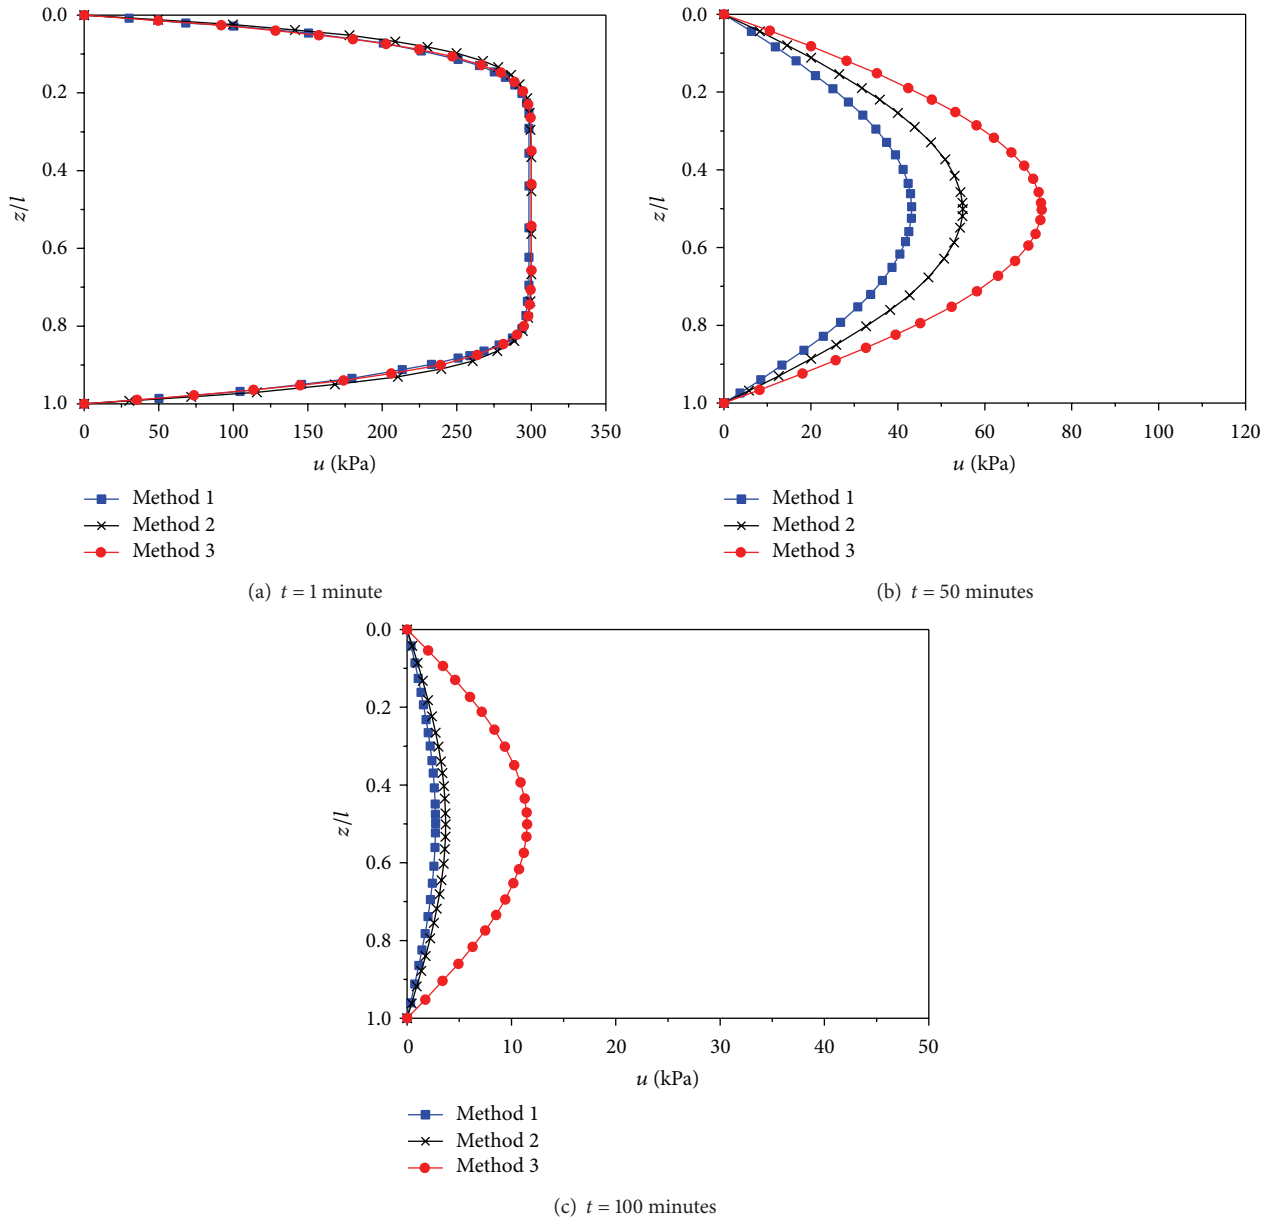 0.0
0.2
0.4
0.6
0.8
1.0
z/l
0 50 100 150 200 250 300 350
u (kPa)
Method 1
Method 2
Method 3
(a) t = 1 minute
0.0
0.2
0.4
0.6
0.8
1.0
z/l
0 20 40 60 80 100 120
u (kPa)
Method 1
Method 2
Method 3
(b) t = 50 minutes
0.0
0.2
0.4
0.6
0.8
1.0
z/l
0 10 20 30 40 50
u (kPa)
Method 1
Method 2
Method 3
(c) t = 100 minutes